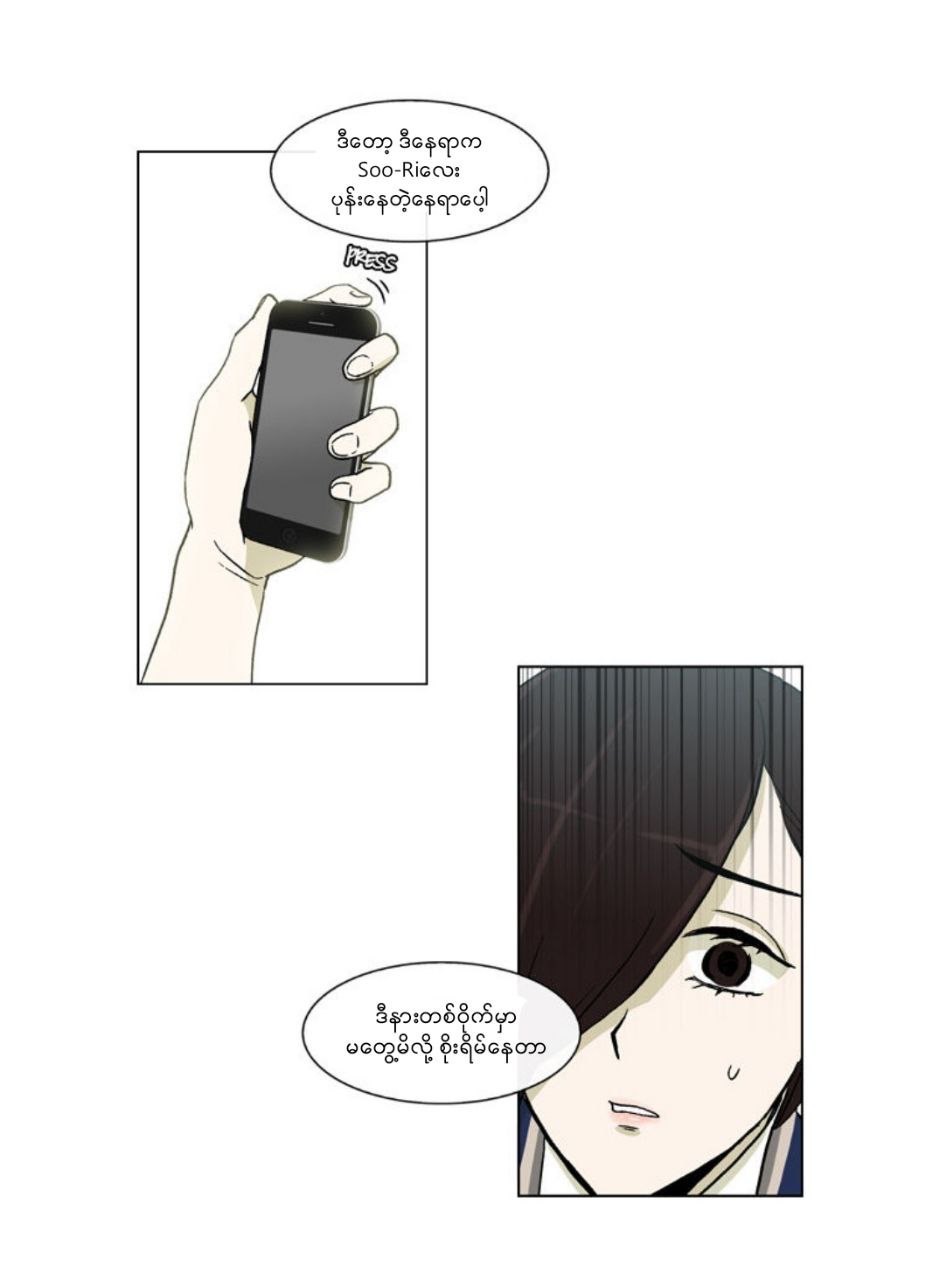 ဒီတော့ ဒီနေရာက
Soo-Riလေး
ပုန်းနေတဲ့နေရာပေါ့
PRESS
ဒီနားတစ်ဝိုက်မှာ
မတွေ့မိလို့ စိုးရိမ်နေတာ